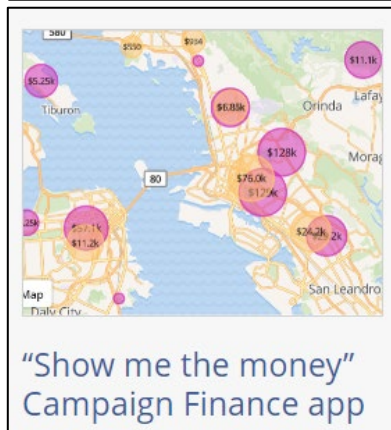 580
$550
$934
$5.25k
$11.1k
Tiburon
$6.85k
Orinda
Lafay
$128k
Morag
80
$76.0k
$129k
25k
$57.1k
$11.2k
$24.2k
2k
San Leandro
Map
Daly City
“Show me the money”
Campaign Finance app